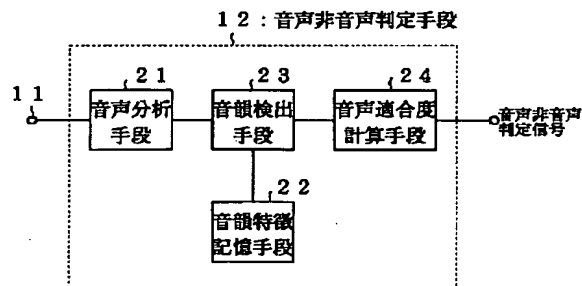 12:音声非音声判定手段
11
21
23
24
音声分析
手段
音韻検出
手段
音声適合度
計算手段
音声非音声
判定信号
22
音韻特徴
記憶手段